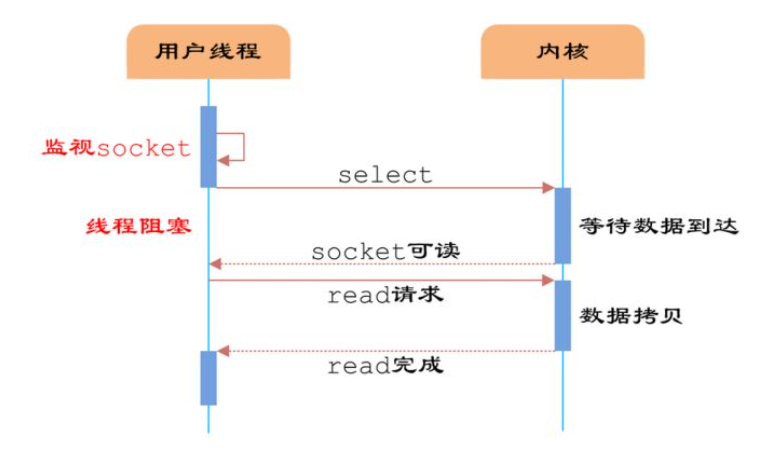 用户线程
内核
监视socket
select
线程阻塞
等待数据到达
socket可读
read请求
数据拷贝
read完成